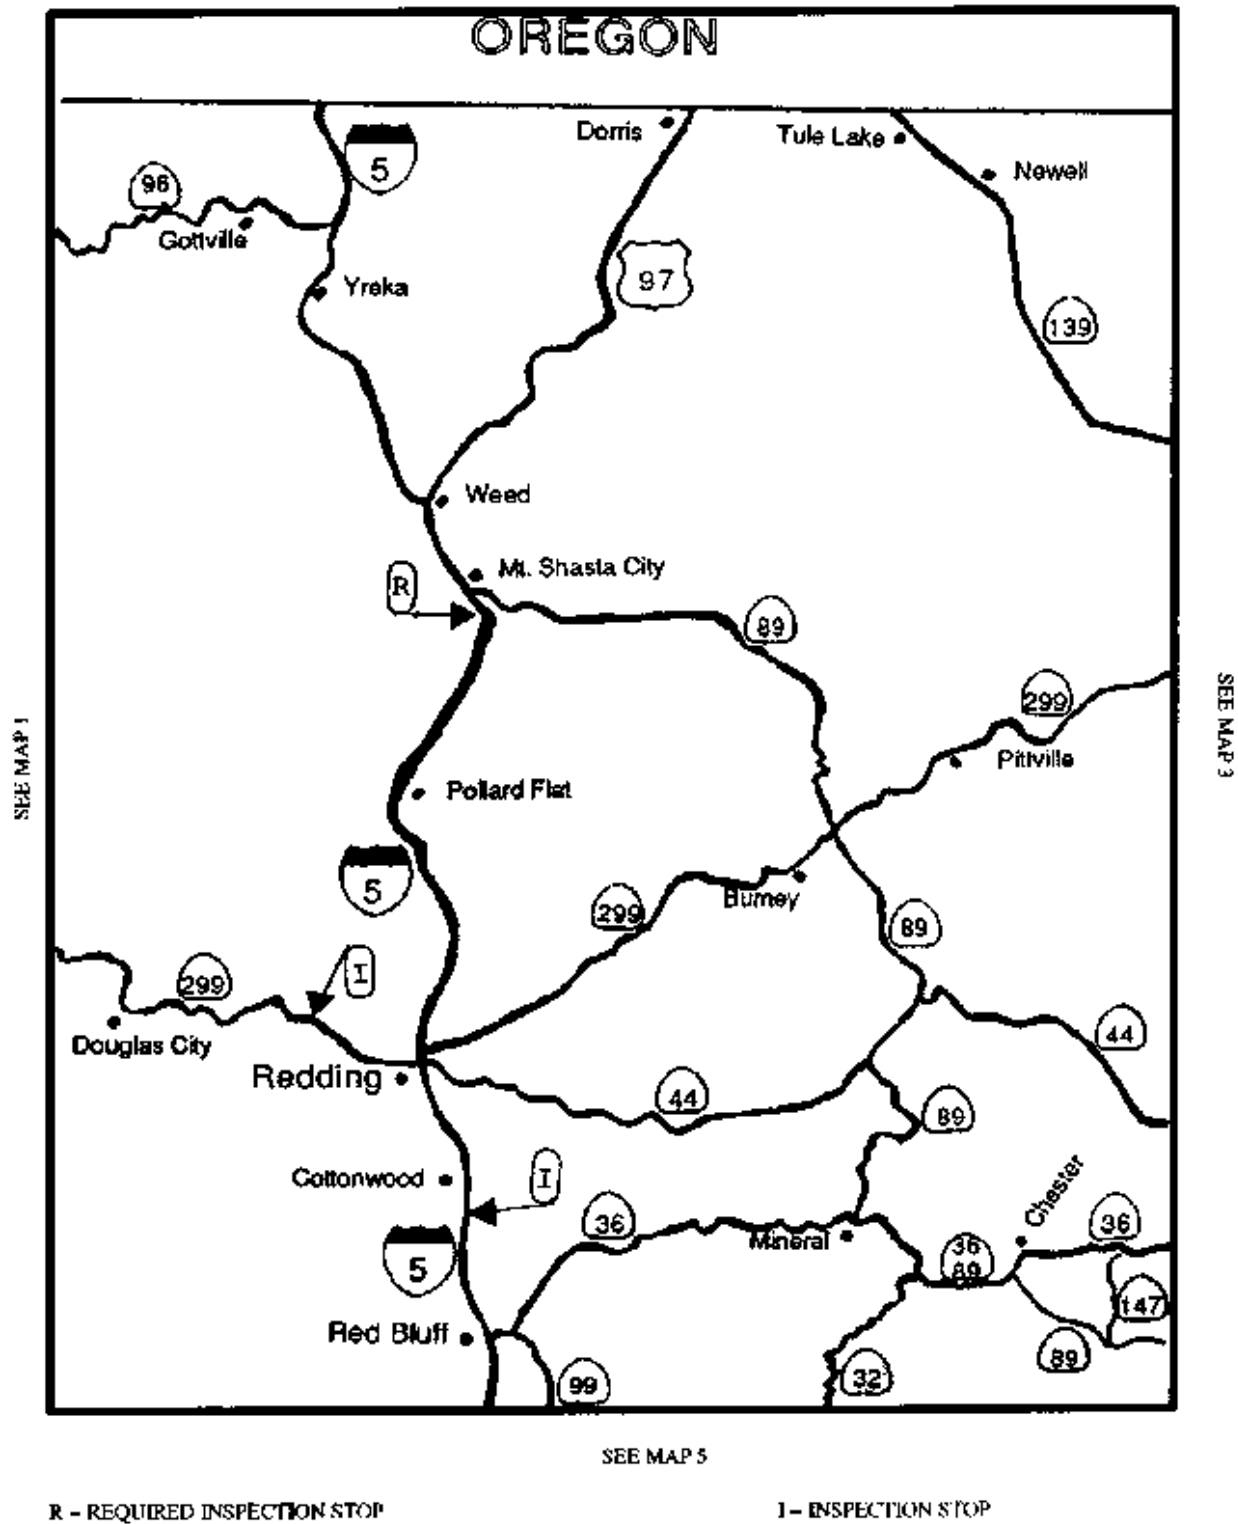 OREGON
Dorris
Tule Lake
5
Newell
96
Gottville
97
Yreka
139
Weed
Mt. Shasta City
R
89
299
SEE MAP 1
SEE MAP 3
Pittville
Pollard Flat
5
Burney
299
89
I
299
Douglas City
44
Redding
44
89
Cottonwood
I
Chester
36
36
Mineral
36
89
5
147
Red Bluff
89
32
99
SEE MAP 5
R – REQUIRED INSPECTION STOP
I – INSPECTION STOP